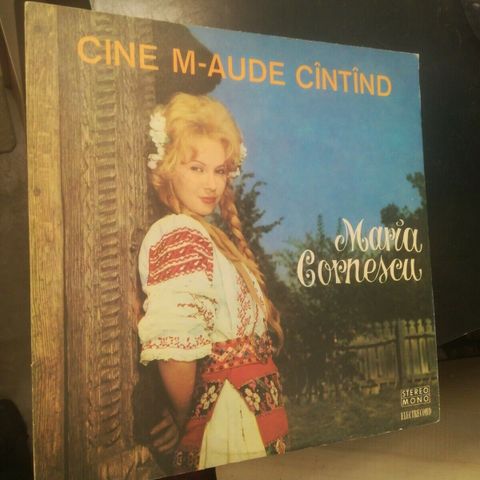 CINE M-AUDE CÎNTÎND
Maria
Cornescu
STEREO
MONO
ELECTRECORD